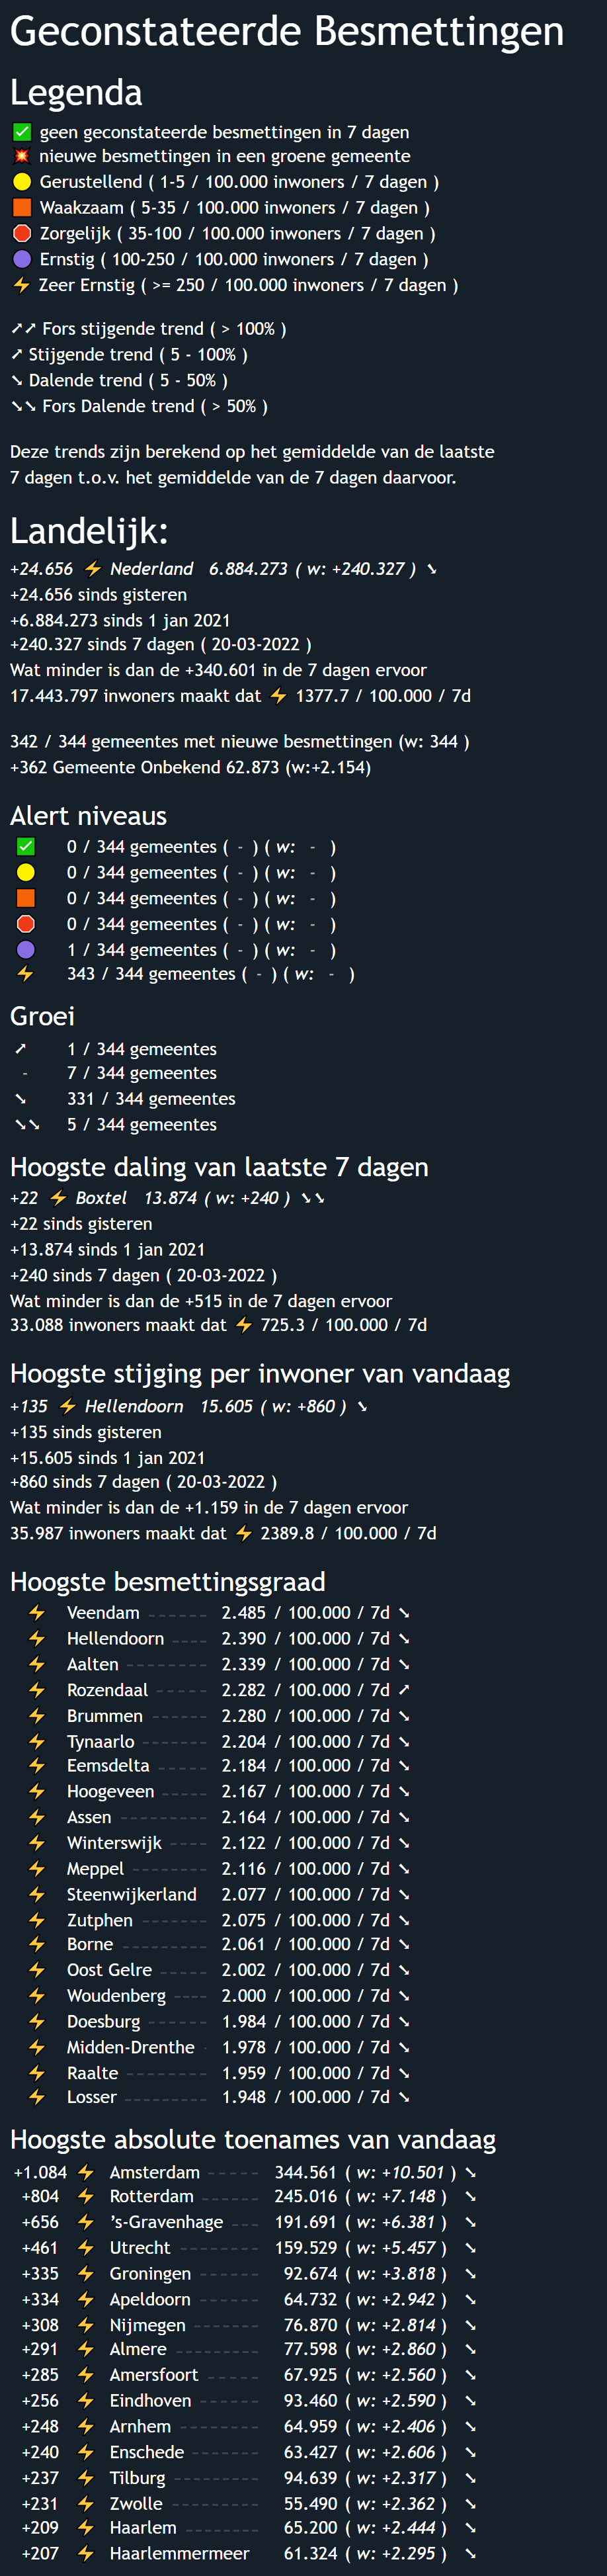 Geconstateerde Besmettingen
Legenda
✅ geen geconstateerde besmettingen in 7 dagen
💥 nieuwe besmettingen in een groene gemeente
🟡 Gerustellend ( 1-5 / 100.000 inwoners / 7 dagen )
🟧 Waakzaam ( 5-35 / 100.000 inwoners / 7 dagen )
🛑 Zorgelijk ( 35-100 / 100.000 inwoners / 7 dagen )
🟣 Ernstig ( 100-250 / 100.000 inwoners / 7 dagen )
⚡ Zeer Ernstig ( >= 250 / 100.000 inwoners / 7 dagen )
➚➚ Fors stijgende trend ( > 100% )
➚ Stijgende trend ( 5 - 100% )
➘ Dalende trend ( 5 - 50% )
➘➘ Fors Dalende trend ( > 50% )
Deze trends zijn berekend op het gemiddelde van de laatste
7 dagen t.o.v. het gemiddelde van de 7 dagen daarvoor.
Landelijk:
+24.656 ⚡ Nederland 6.884.273 ( w: +240.327 ) ➘
+24.656 sinds gisteren
+6.884.273 sinds 1 jan 2021
+240.327 sinds 7 dagen ( 20-03-2022 )
Wat minder is dan de +340.601 in de 7 dagen ervoor
17.443.797 inwoners maakt dat ⚡ 1377.7 / 100.000 / 7d
342 / 344 gemeentes met nieuwe besmettingen (w: 344 )
+362 Gemeente Onbekend 62.873 (w:+2.154)
Alert niveaus
✅ 0 / 344 gemeentes ( - ) ( w: - )
🟡 0 / 344 gemeentes ( - ) ( w: - )
🟧 0 / 344 gemeentes ( - ) ( w: - )
🛑 0 / 344 gemeentes ( - ) ( w: - )
🟣 1 / 344 gemeentes ( - ) ( w: - )
⚡ 343 / 344 gemeentes ( - ) ( w: - )
Groei
➚ 1 / 344 gemeentes
- 7 / 344 gemeentes
➘ 331 / 344 gemeentes
➘➘ 5 / 344 gemeentes
Hoogste daling van laatste 7 dagen
+22 ⚡ Boxtel 13.874 ( w: +240 ) ➘➘
+22 sinds gisteren
+13.874 sinds 1 jan 2021
+240 sinds 7 dagen ( 20-03-2022 )
Wat minder is dan de +515 in de 7 dagen ervoor
33.088 inwoners maakt dat ⚡ 725.3 / 100.000 / 7d
Hoogste stijging per inwoner van vandaag
+135 ⚡ Hellendoorn 15.605 ( w: +860 ) ➘
+135 sinds gisteren
+15.605 sinds 1 jan 2021
+860 sinds 7 dagen ( 20-03-2022 )
Wat minder is dan de +1.159 in de 7 dagen ervoor
35.987 inwoners maakt dat ⚡ 2389.8 / 100.000 / 7d
Hoogste besmettingsgraad
⚡ Veendam ------ 2.485 / 100.000 / 7d ➘
⚡ Hellendoorn ---- 2.390 / 100.000 / 7d ➘
⚡ Aalten -------- 2.339 / 100.000 / 7d ➘
⚡ Rozendaal ----- 2.282 / 100.000 / 7d ➚
⚡ Brummen ------ 2.280 / 100.000 / 7d ➘
⚡ Tynaarlo ------- 2.204 / 100.000 / 7d ➘
⚡ Eemsdelta ----- 2.184 / 100.000 / 7d ➘
⚡ Hoogeveen ----- 2.167 / 100.000 / 7d ➘
⚡ Assen --------- 2.164 / 100.000 / 7d ➘
⚡ Winterswijk ---- 2.122 / 100.000 / 7d ➘
⚡ Meppel -------- 2.116 / 100.000 / 7d ➘
⚡ Steenwijkerland 2.077 / 100.000 / 7d ➘
⚡ Zutphen ------- 2.075 / 100.000 / 7d ➘
⚡ Borne --------- 2.061 / 100.000 / 7d ➘
⚡ Oost Gelre ----- 2.002 / 100.000 / 7d ➘
⚡ Woudenberg ---- 2.000 / 100.000 / 7d ➘
⚡ Doesburg ------ 1.984 / 100.000 / 7d ➘
⚡ Midden-Drenthe - 1.978 / 100.000 / 7d ➘
⚡ Raalte -------- 1.959 / 100.000 / 7d ➘
⚡ Losser --------- 1.948 / 100.000 / 7d ➘
Hoogste absolute toenames van vandaag
+1.084 ⚡ Amsterdam ----- 344.561 ( w: +10.501 ) ➘
+804 ⚡ Rotterdam ------ 245.016 ( w: +7.148 ) ➘
+656 ⚡ 's-Gravenhage --- 191.691 ( w: +6.381 ) ➘
+461 ⚡ Utrecht -------- 159.529 ( w: +5.457 ) ➘
+335 ⚡ Groningen ------ 92.674 ( w: +3.818 ) ➘
+334 ⚡ Apeldoorn ------ 64.732 ( w: +2.942 ) ➘
+308 ⚡ Nijmegen ------- 76.870 ( w: +2.814 ) ➘
+291 ⚡ Almere --------- 77.598 ( w: +2.860 ) ➘
+285 ⚡ Amersfoort ----- 67.925 ( w: +2.560 ) ➘
+256 ⚡ Eindhoven ------ 93.460 ( w: +2.590 ) ➘
+248 ⚡ Arnhem -------- 64.959 ( w: +2.406 ) ➘
+240 ⚡ Enschede ------- 63.427 ( w: +2.606 ) ➘
+237 ⚡ Tilburg --------- 94.639 ( w: +2.317 ) ➘
+231 ⚡ Zwolle --------- 55.490 ( w: +2.362 ) ➘
+209 ⚡ Haarlem -------- 65.200 ( w: +2.444 ) ➘
+207 ⚡ Haarlemmermeer 61.324 ( w: +2.295 ) ➘